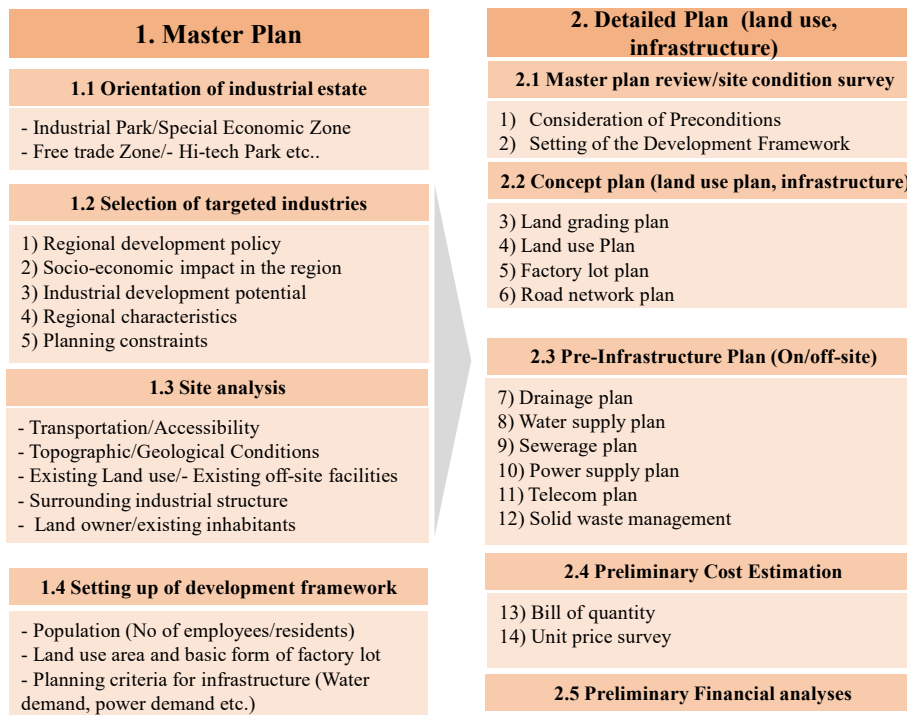 1. Master Plan
1.1 Orientation of industrial estate
- Industrial Park/Special Economic Zone
- Free trade Zone/- Hi-tech Park etc..
1.2 Selection of targeted industries
1) Regional development policy
2) Socio-economic impact in the region
3) Industrial development potential
4) Regional characteristics
5) Planning constraints
1.3 Site analysis
- Transportation/Accessibility
- Topographic/Geological Conditions
- Existing Land use/- Existing off-site facilities
- Surrounding industrial structure
- Land owner/existing inhabitants
1.4 Setting up of development framework
- Population (No of employees/residents)
- Land use area and basic form of factory lot
- Planning criteria for infrastructure (Water
demand, power demand etc.)
2. Detailed Plan (land use,
infrastructure)
2.1 Master plan review/site condition survey
1) Consideration of Preconditions
2) Setting of the Development Framework
2.2 Concept plan (land use plan, infrastructure)
3) Land grading plan
4) Land use Plan
5) Factory lot plan
6) Road network plan
2.3 Pre-Infrastructure Plan (On/off-site)
7) Drainage plan
8) Water supply plan
9) Sewerage plan
10) Power supply plan
11) Telecom plan
12) Solid waste management
2.4 Preliminary Cost Estimation
13) Bill of quantity
14) Unit price survey
2.5 Preliminary Financial analyses